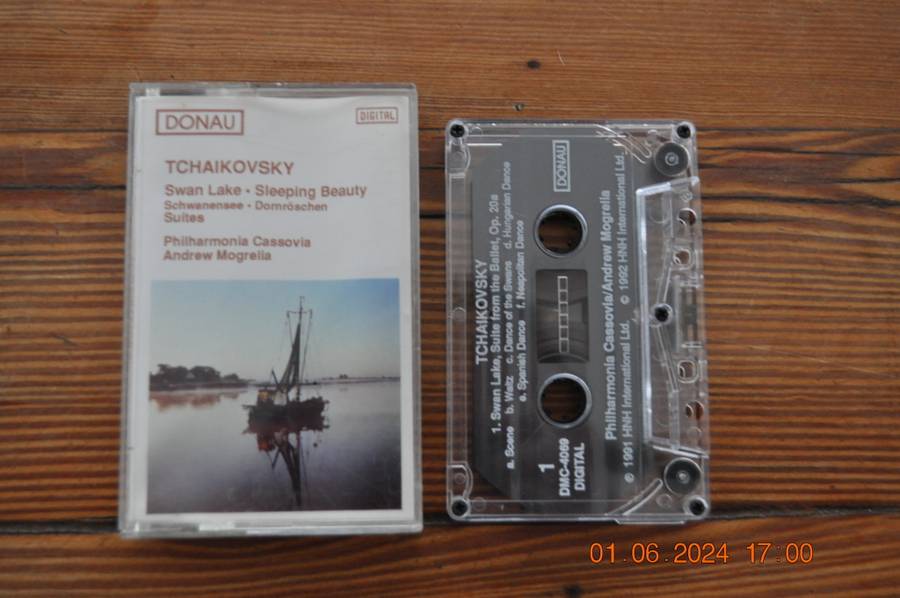 DONAU
DIGITAL
TCHAIKOVSKY
Swan Lake • Sleeping Beauty
Schwanensee • Dornröschen
Suites
Philharmonia Cassovia
Andrew Mogrelia
DONAU
TCHAIKOVSKY
1. Swan Lake, Suite from the Ballet, Op. 20a
a. Scene b. Waltz c. Dance of the Swans d. Hungarian Dance
e. Spanish Dance f. Neapolitan Dance
1
DMC-4069
DIGITAL
Philharmonia Cassovia/Andrew Mogrelia
℗ 1991 HNH International Ltd. © 1992 HNH International Ltd.
01.06.2024 17:00